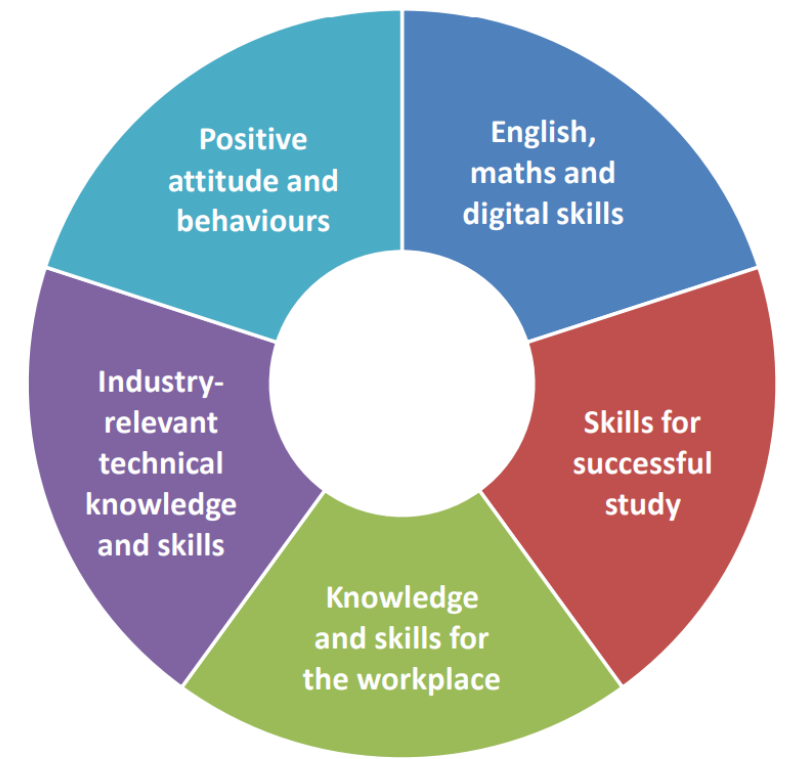 Positive
attitude and
behaviours
English,
maths and
digital skills
Skills for
successful
study
Knowledge
and skills for
the workplace
Industry-
relevant
technical
knowledge
and skills